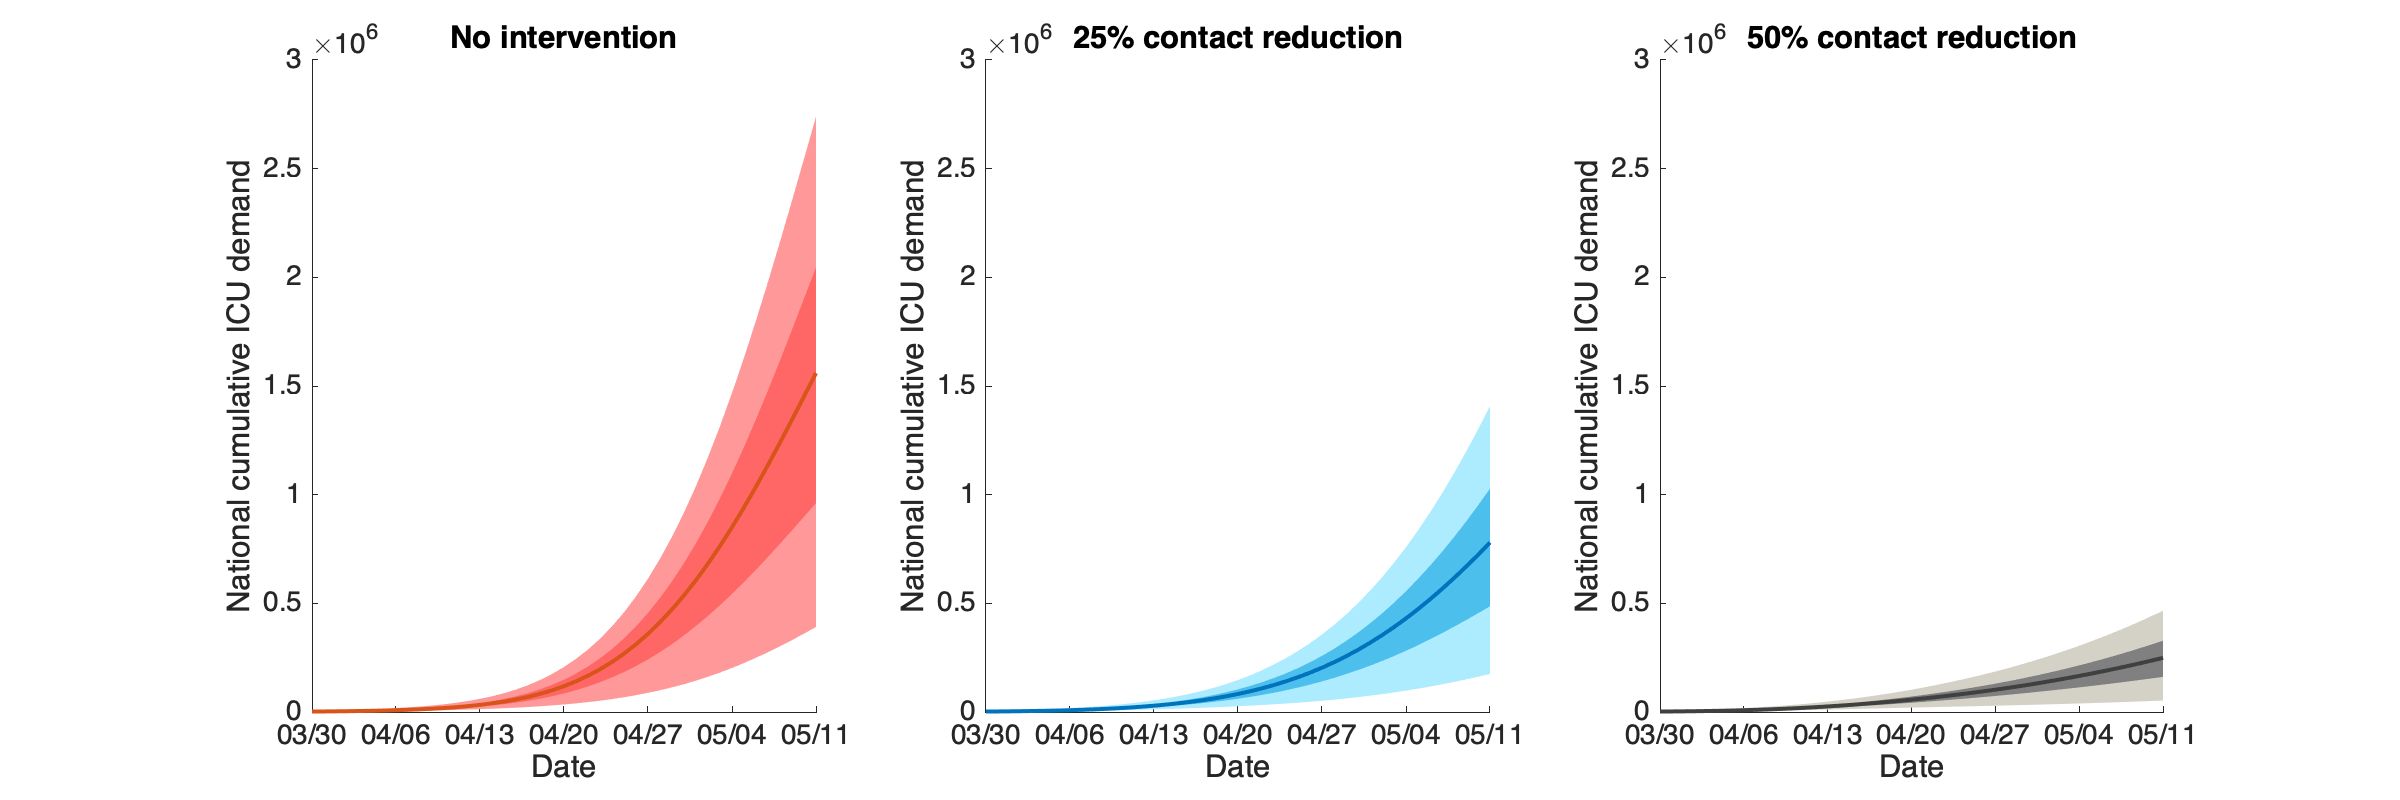 No intervention
×10^6
3
2.5
2
1.5
1
0.5
0
National cumulative ICU demand
03/30 04/06 04/13 04/20 04/27 05/04 05/11
Date
25% contact reduction
×10^6
3
2.5
2
1.5
1
0.5
0
National cumulative ICU demand
03/30 04/06 04/13 04/20 04/27 05/04 05/11
Date
50% contact reduction
×10^6
3
2.5
2
1.5
1
0.5
0
National cumulative ICU demand
03/30 04/06 04/13 04/20 04/27 05/04 05/11
Date